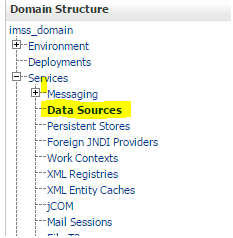 Domain Structure
imss_domain
Environment
Deployments
Services
Messaging
Data Sources
Persistent Stores
Foreign JNDI Providers
Work Contexts
XML Registries
XML Entity Caches
jCOM
Mail Sessions